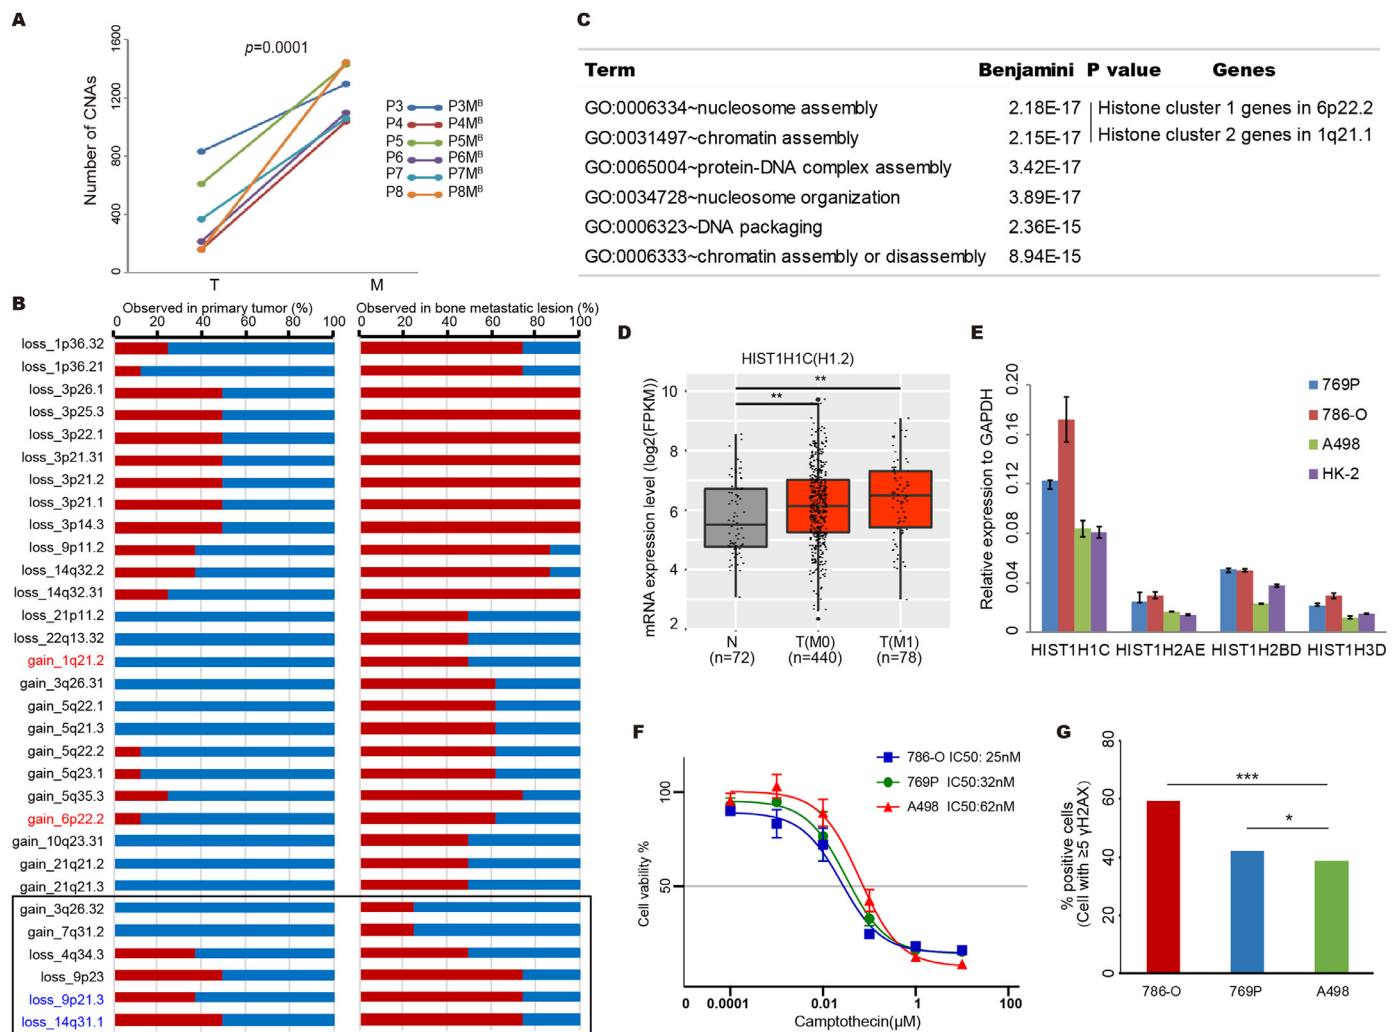 A
p=0.0001
Number of CNAs
1600
1200
800
400
0
T
M
P3 P3Mᴮ
P4 P4Mᴮ
P5 P5Mᴮ
P6 P6Mᴮ
P7 P7Mᴮ
P8 P8Mᴮ
C
Term Benjamini P value Genes
GO:0006334~nucleosome assembly 2.18E-17 Histone cluster 1 genes in 6p22.2
GO:0031497~chromatin assembly 2.15E-17 Histone cluster 2 genes in 1q21.1
GO:0065004~protein-DNA complex assembly 3.42E-17
GO:0034728~nucleosome organization 3.89E-17
GO:0006323~DNA packaging 2.36E-15
GO:0006333~chromatin assembly or disassembly 8.94E-15
B
Observed in primary tumor (%) Observed in bone metastatic lesion (%)
0 20 40 60 80 100 0 20 40 60 80 100
loss_1p36.32
loss_1p36.21
loss_3p26.1
loss_3p25.3
loss_3p22.1
loss_3p21.31
loss_3p21.2
loss_3p21.1
loss_3p14.3
loss_9p11.2
loss_14q32.2
loss_14q32.31
loss_21p11.2
loss_22q13.32
gain_1q21.2
gain_3q26.31
gain_5q22.1
gain_5q21.3
gain_5q22.2
gain_5q23.1
gain_5q35.3
gain_6p22.2
gain_10q23.31
gain_21q21.2
gain_21q21.3
gain_3q26.32
gain_7q31.2
loss_4q34.3
loss_9p23
loss_9p21.3
loss_14q31.1
D
HIST1H1C(H1.2)
mRNA expression level (log2(FPKM))
10
8
6
4
2
**
**
N T(M0) T(M1)
(n=72) (n=440) (n=78)
E
Relative expression to GAPDH
0.20
0.16
0.12
0.08
0.04
0
769P
786-O
A498
HK-2
HIST1H1C HIST1H2AE HIST1H2BD HIST1H3D
F
786-O IC50: 25nM
769P IC50:32nM
A498 IC50:62nM
Cell viability %
100
50
0 0.0001 0.01 1 100
Camptothecin(μM)
G
% positive cells
(Cell with ≥5 γH2AX)
80
60
40
20
0
***
*
786-O 769P A498